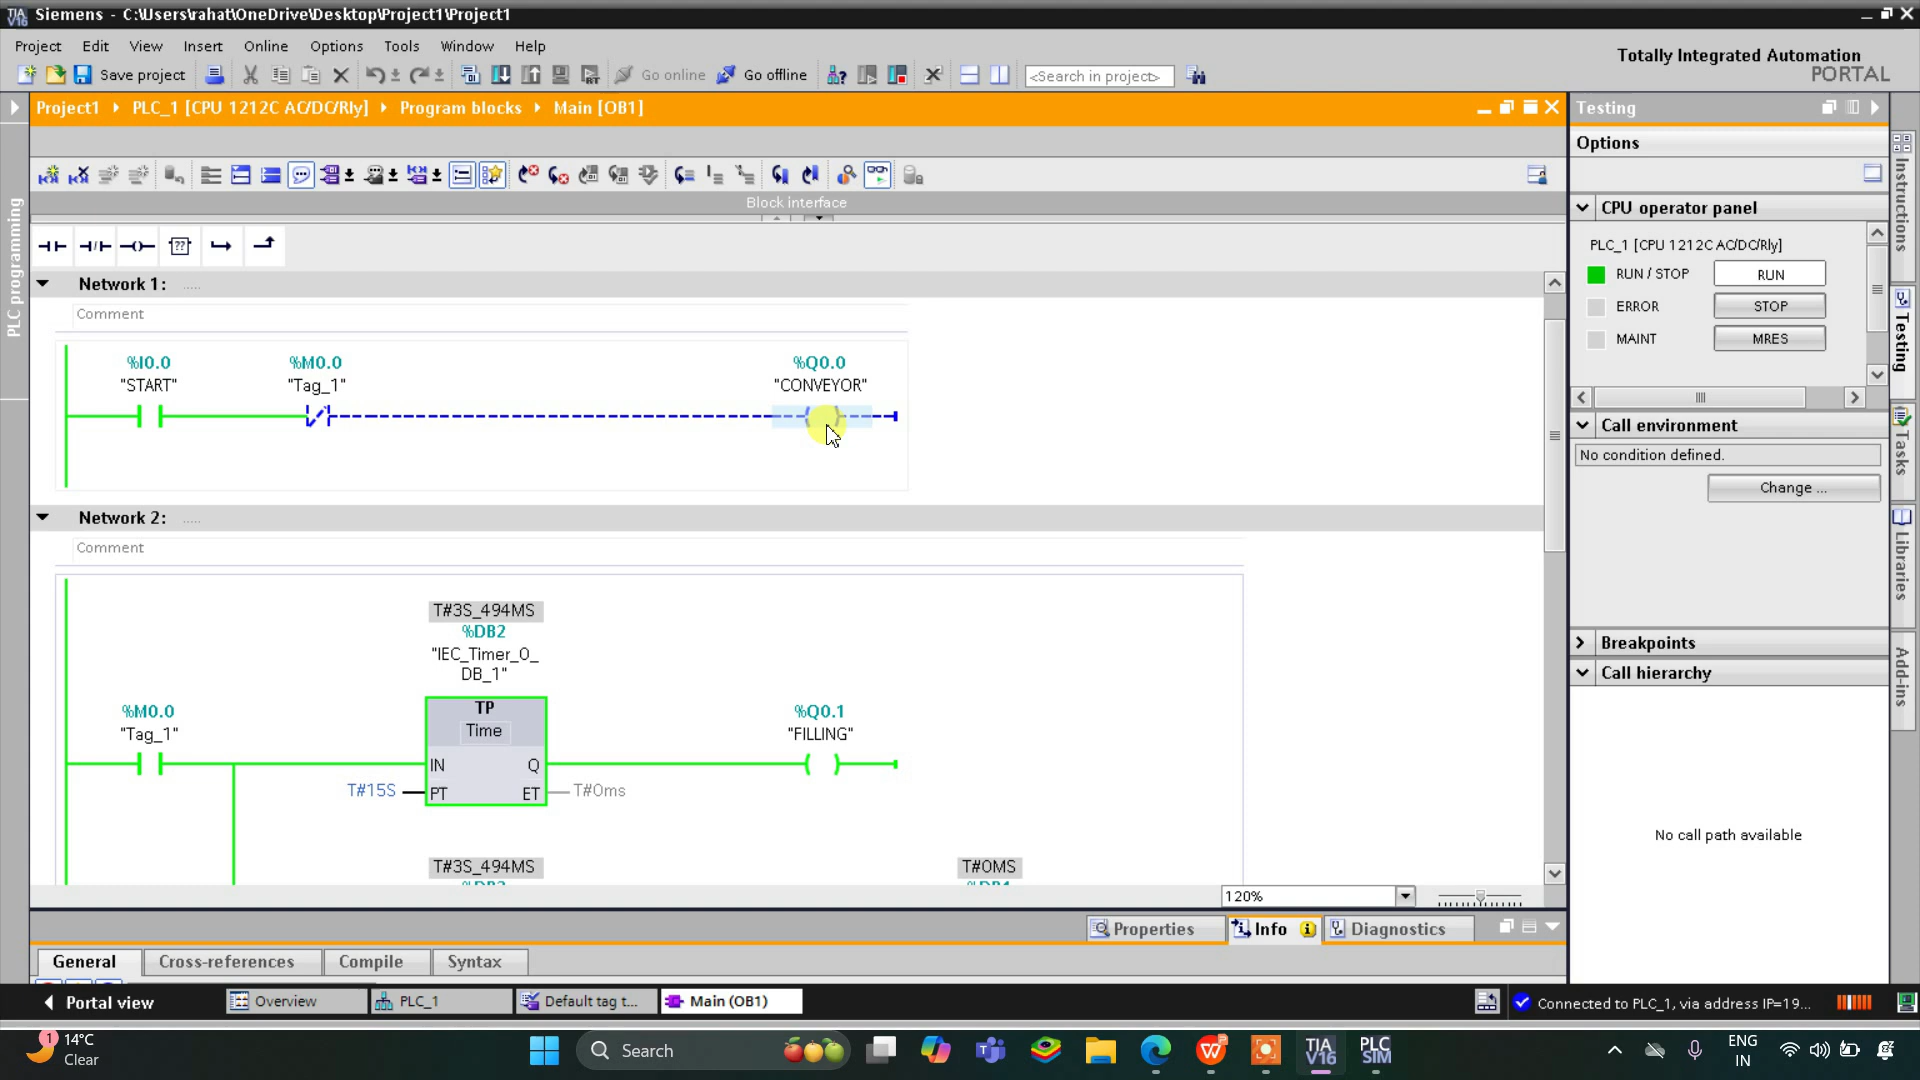 Siemens - C:\Users\rahat\OneDrive\Desktop\Project1\Project1
Project Edit View Insert Online Options Tools Window Help
Totally Integrated Automation
PORTAL
Save project
Go online
Go offline
<Search in project>
Project1 PLC_1 [CPU 1212C AC/DC/Rly] Program blocks Main [OB1]
Block interface
PLC programming
Network 1:
Comment
%I0.0
"START"
%M0.0
"Tag_1"
%Q0.0
"CONVEYOR"
Network 2:
Comment
T#3S_494MS
%DB2
"IEC_Timer_0_
DB_1"
%M0.0
"Tag_1"
TP
Time
IN Q
T#15S PT ET T#0ms
%Q0.1
"FILLING"
T#3S_494MS
T#0MS
120%
Properties
Info
Diagnostics
General Cross-references Compile Syntax
Testing
Options
CPU operator panel
PLC_1 [CPU 1212C AC/DC/Rly]
RUN / STOP RUN
ERROR STOP
MAINT MRES
Call environment
No condition defined.
Change ...
Breakpoints
Call hierarchy
No call path available
Instructions
Testing
Tasks
Libraries
Add-ins
Portal view
Overview
PLC_1
Default tag t...
Main (OB1)
Connected to PLC_1, via address IP=19...
1
14°C
Clear
Search
TIA
V16
PLC
SIM
ENG
IN